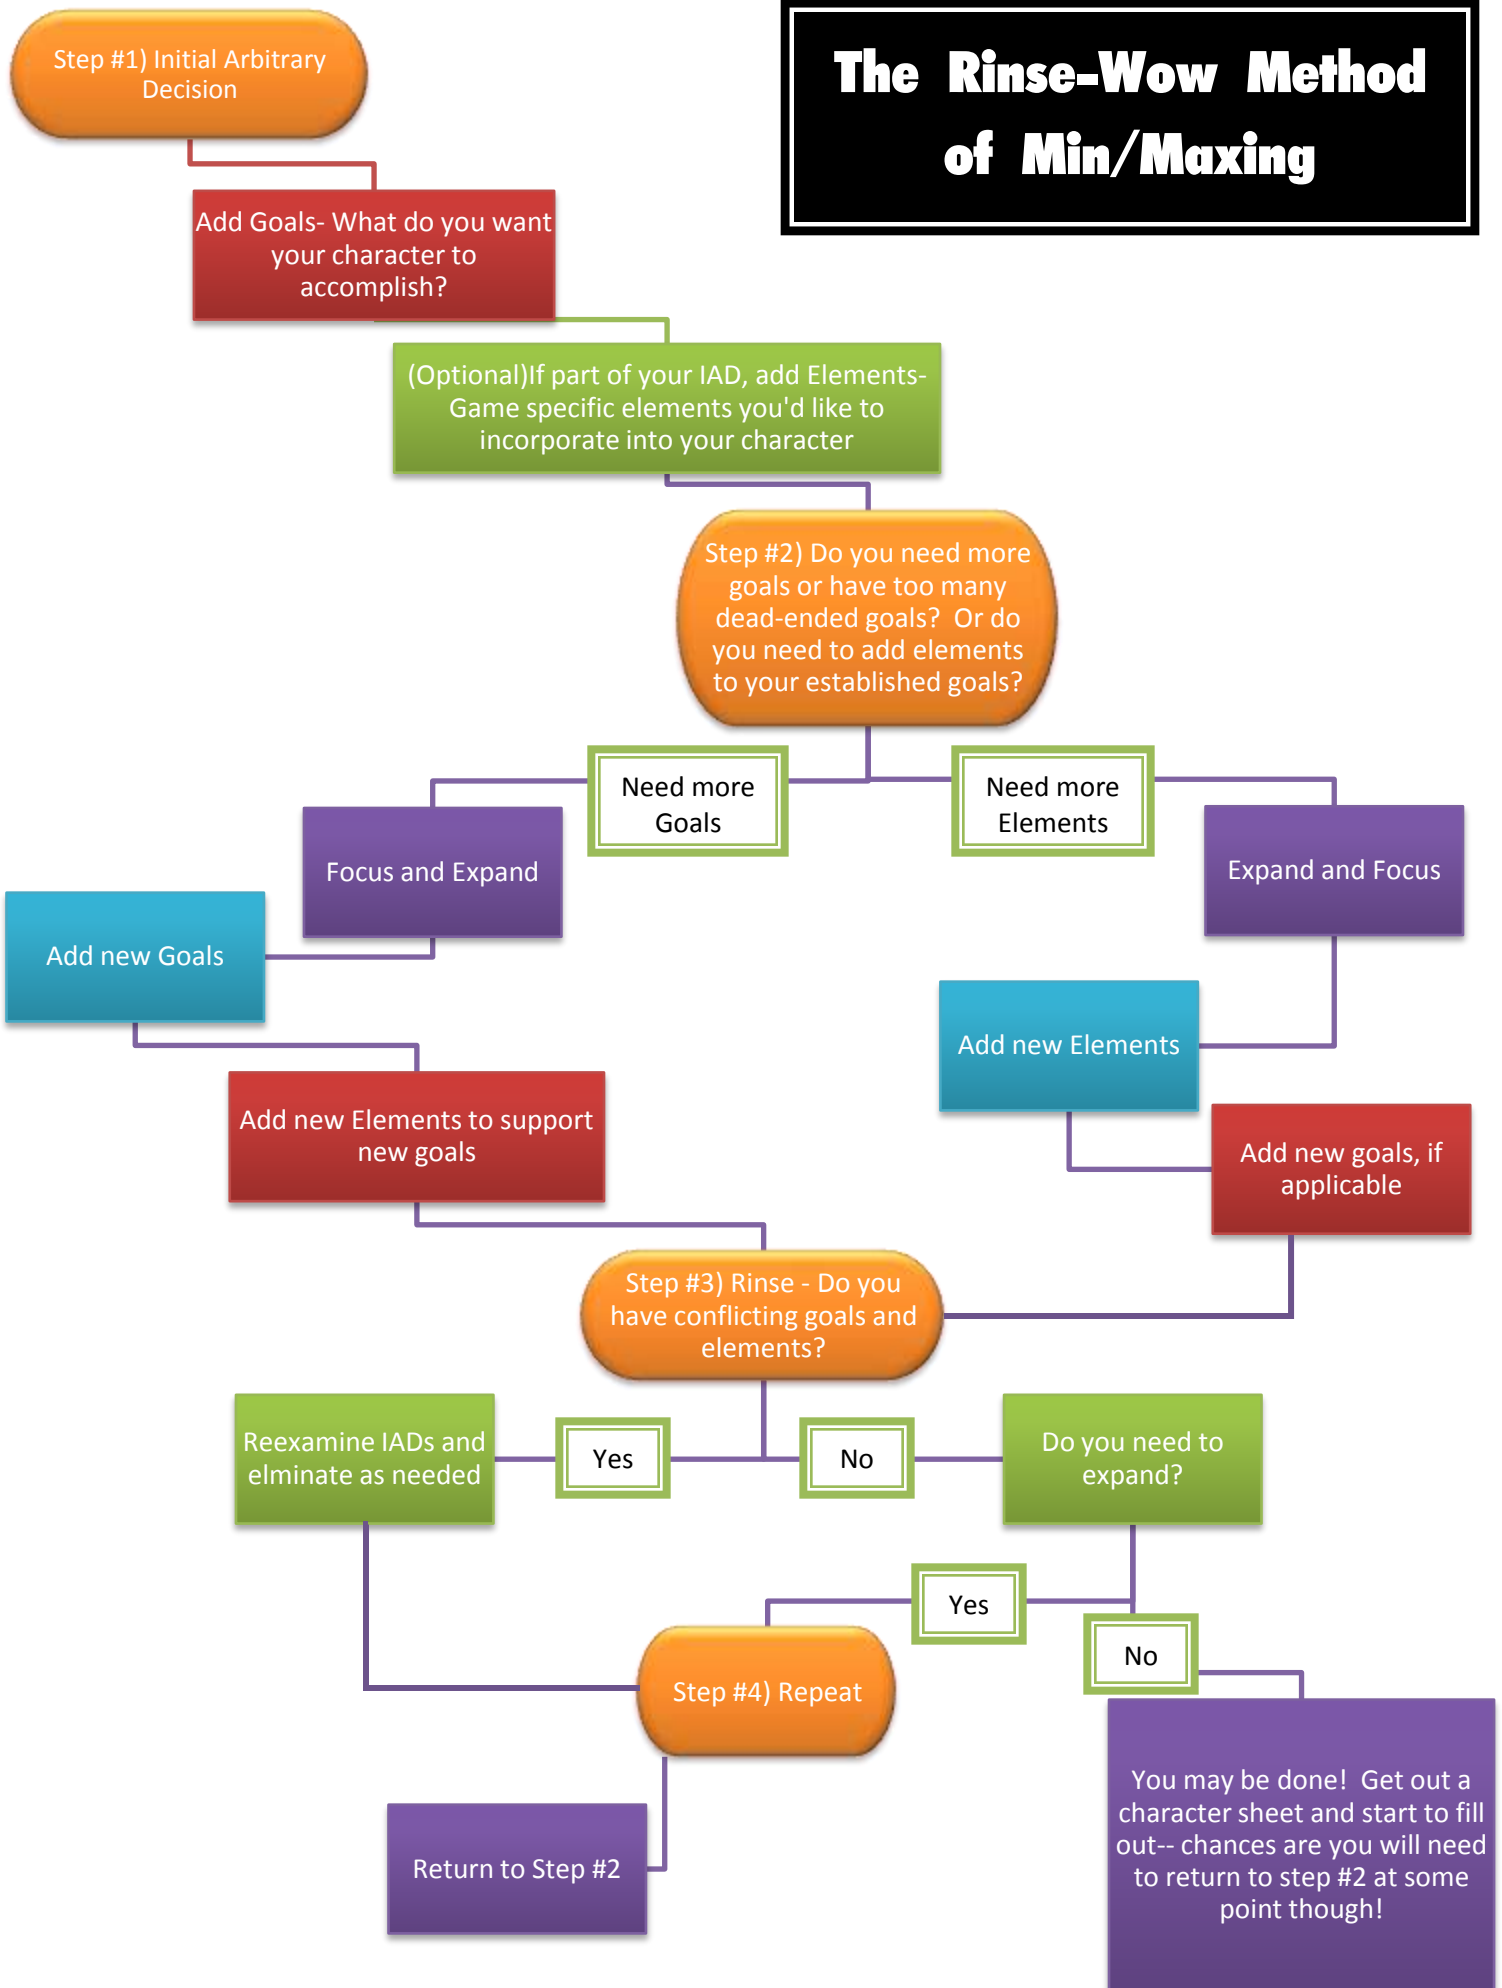 The Rinse-Wow Method
of Min/Maxing
Step #1) Initial Arbitrary
Decision
Add Goals- What do you want
your character to
accomplish?
(Optional)If part of your IAD, add Elements-
Game specific elements you'd like to
incorporate into your character
Step #2) Do you need more
goals or have too many
dead-ended goals?  Or do
you need to add elements
to your established goals?
Need more
Goals
Need more
Elements
Focus and Expand
Expand and Focus
Add new Goals
Add new Elements
Add new Elements to support
new goals
Add new goals, if
applicable
Step #3) Rinse - Do you
have conflicting goals and
elements?
Reexamine IADs and
elminate as needed
Yes
No
Do you need to
expand?
Yes
No
Step #4) Repeat
Return to Step #2
You may be done!  Get out a
character sheet and start to fill
out-- chances are you will need
to return to step #2 at some
point though!